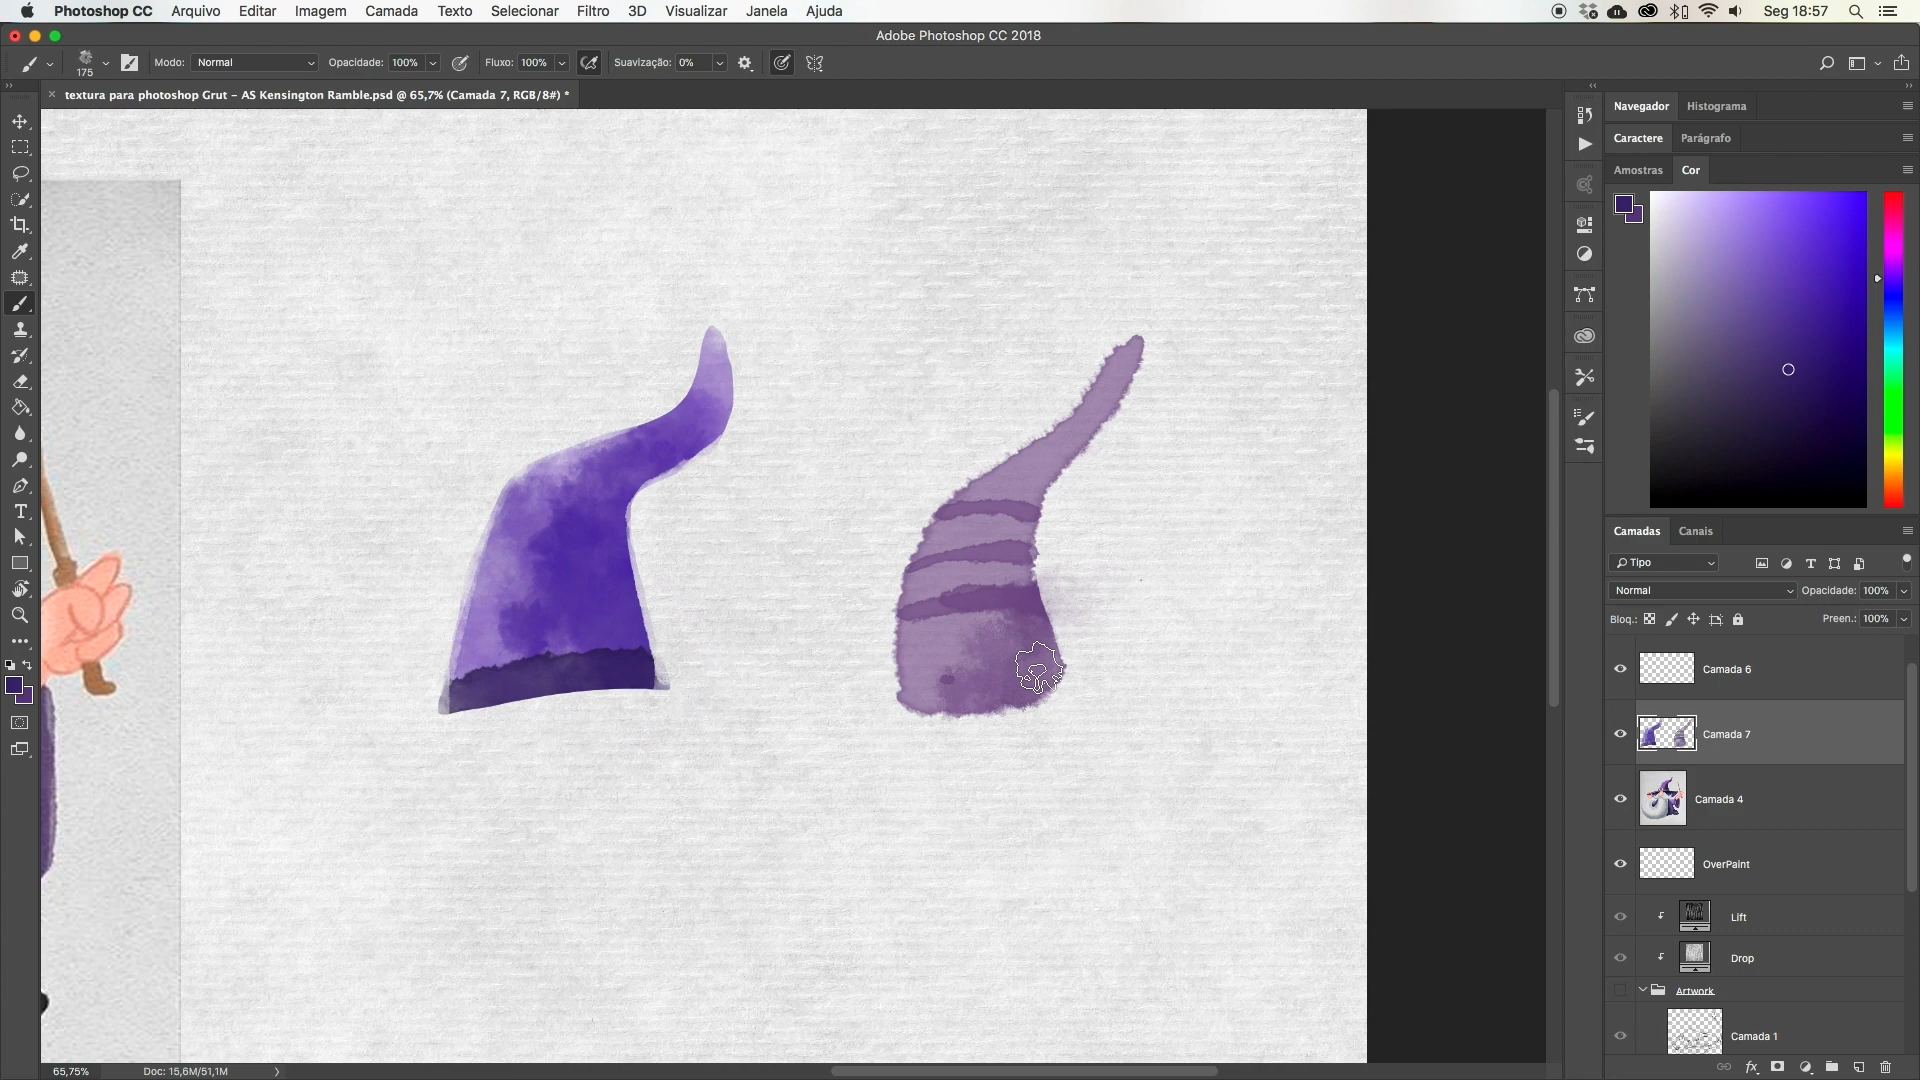 Photoshop CC Arquivo Editar Imagem Camada Texto Selecionar Filtro 3D Visualizar Janela Ajuda Seg 18:57
Adobe Photoshop CC 2018
175 Modo: Normal Opacidade: 100% Fluxo: 100% Suavização: 0%
textura para photoshop Grut – AS Kensington Ramble.psd @ 65,7% (Camada 7, RGB/8#) *
Navegador Histograma
Caractere Parágrafo
Amostras Cor
Camadas Canais
Tipo
Normal Opacidade: 100%
Bloq.: Preen.: 100%
Camada 6
Camada 7
Camada 4
OverPaint
Lift
Drop
Artwork
Camada 1
65,75% Doc: 15,6M/51,1M